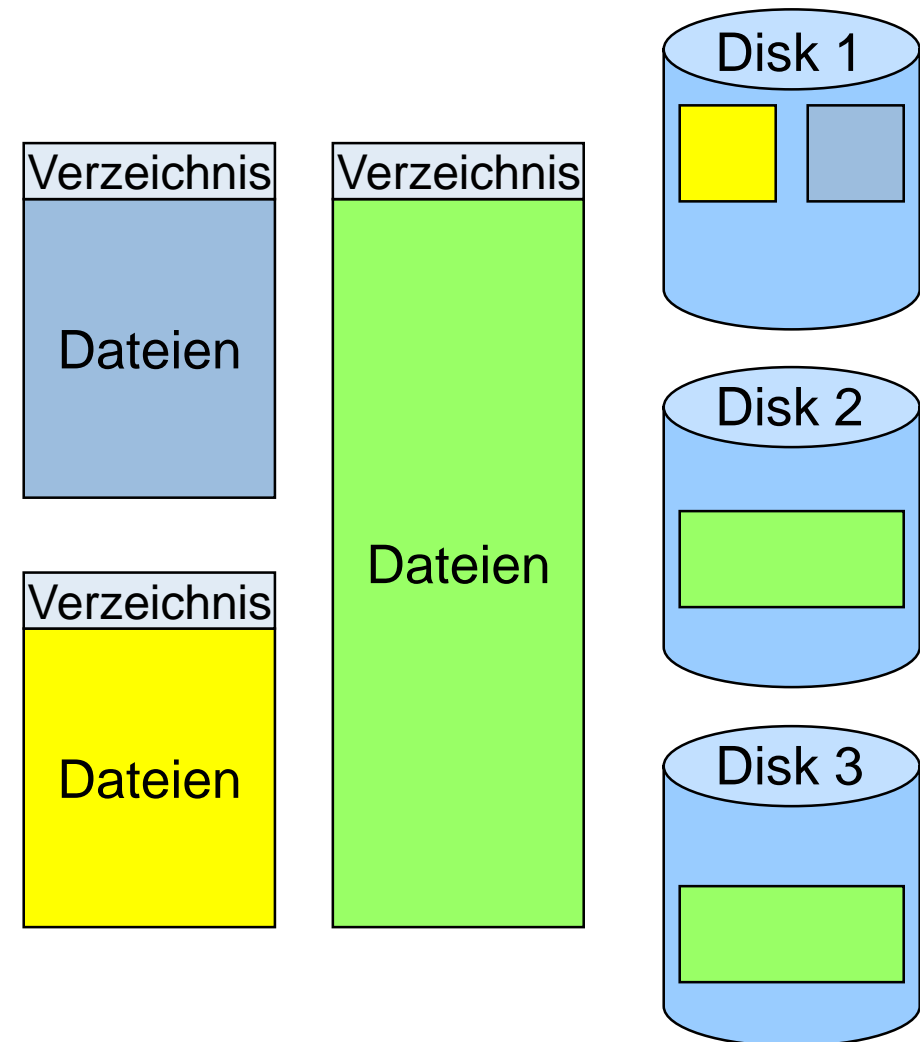 Verzeichnis
Dateien
Verzeichnis
Dateien
Verzeichnis
Dateien
Disk 1
Disk 2
Disk 3